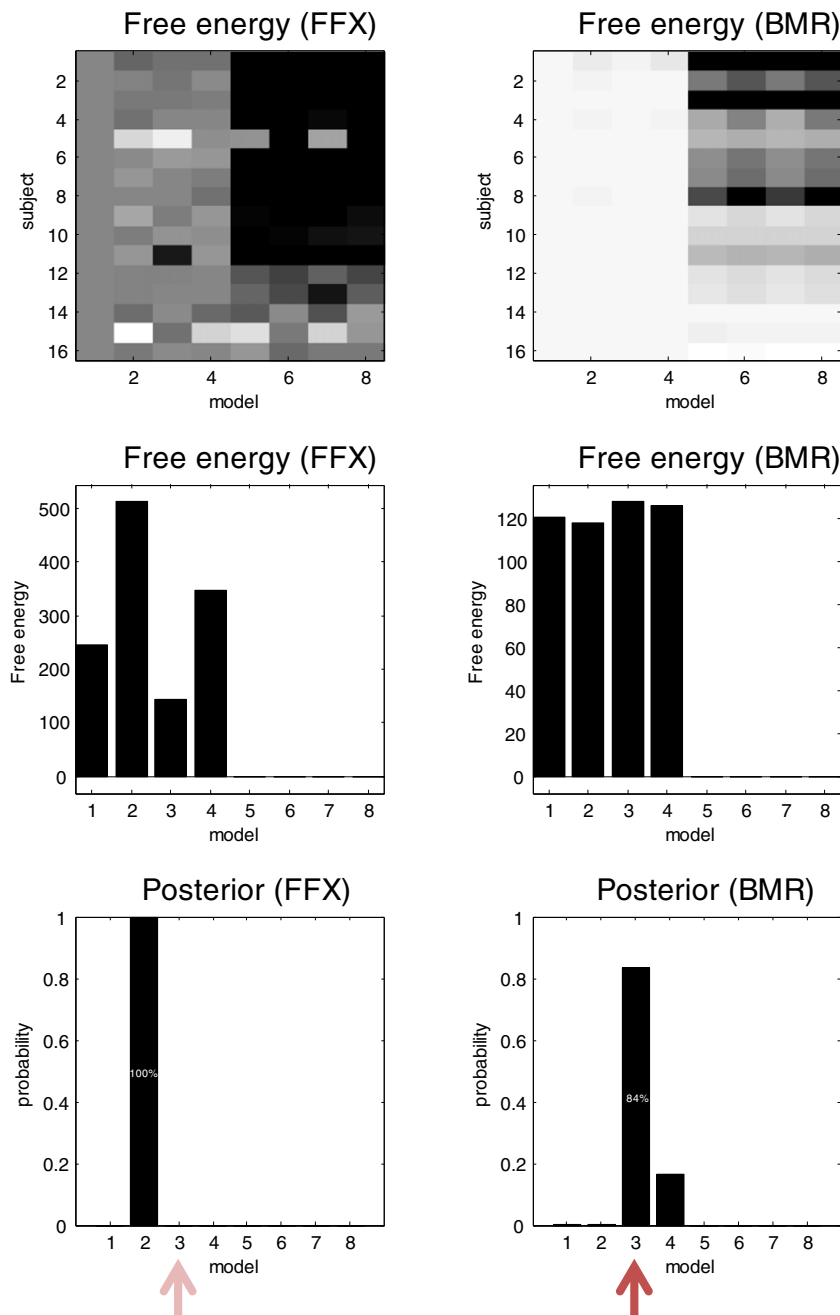 Free energy (FFX)
subject
2
4
6
8
10
12
14
16
2 4 6 8
model
Free energy (BMR)
2
4
6
8
10
12
14
16
2 4 6 8
model
Free energy (FFX)
Free energy
500
400
300
200
100
0
1 2 3 4 5 6 7 8
model
Free energy (BMR)
Free energy
120
100
80
60
40
20
0
1 2 3 4 5 6 7 8
model
Posterior (FFX)
probability
1
0.8
0.6
0.4
0.2
0
100%
1 2 3 4 5 6 7 8
model
Posterior (BMR)
probability
1
0.8
0.6
0.4
0.2
0
84%
1 2 3 4 5 6 7 8
model